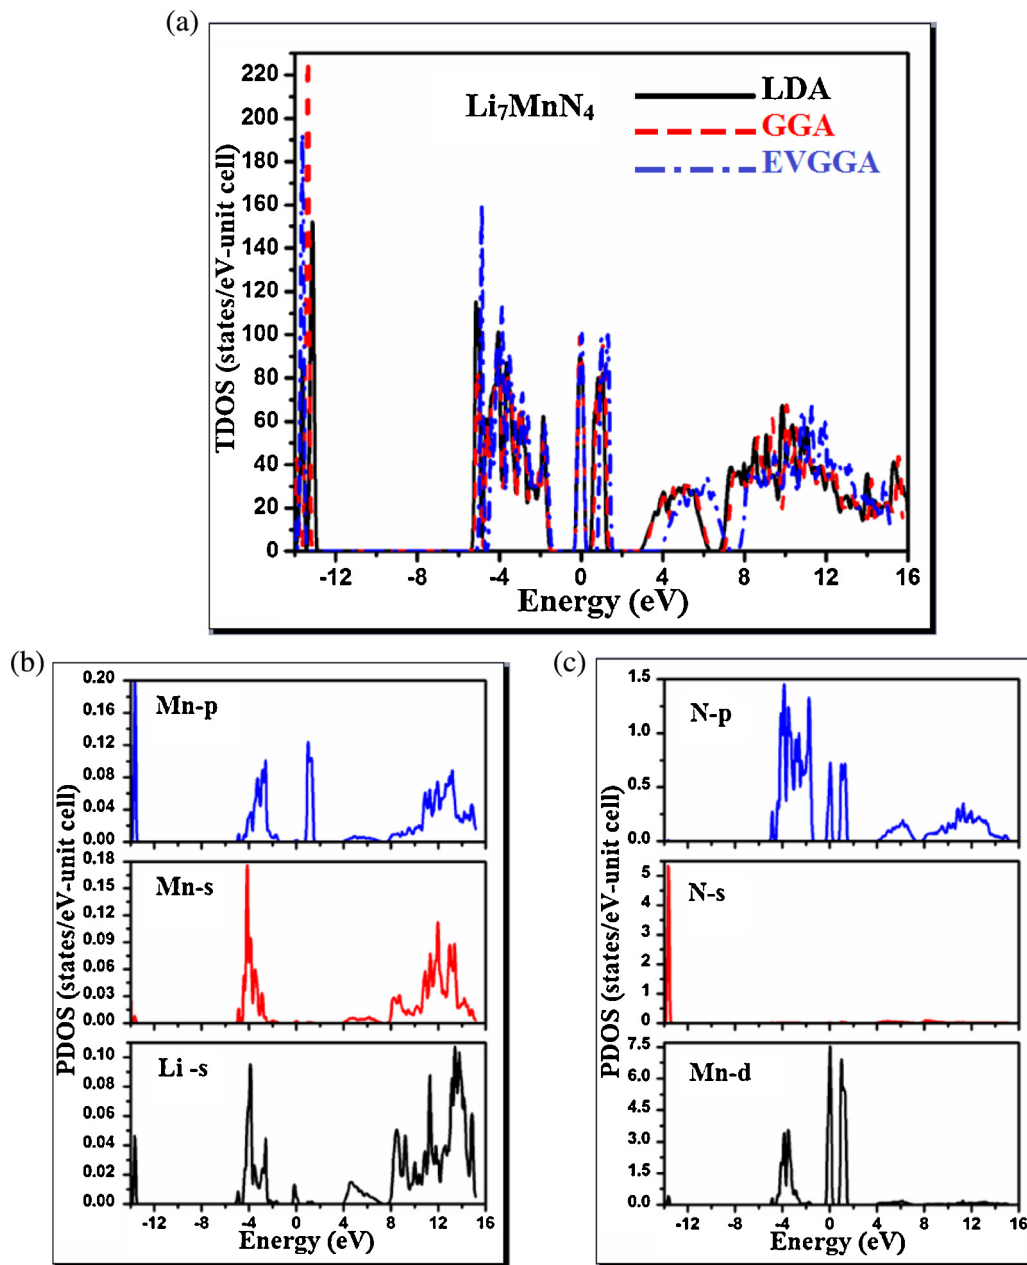 (a)
Li₇MnN₄
LDA
GGA
EVGGA
TDOS (states/eV-unit cell)
220
200
180
160
140
120
100
80
60
40
20
0
-12 -8 -4 0 4 8 12 16
Energy (eV)
(b)
PDOS (states/eV-unit cell)
Mn-p
0.20
0.16
0.12
0.08
0.04
0.00
Mn-s
0.18
0.15
0.12
0.09
0.06
0.03
0.00
Li -s
0.10
0.08
0.06
0.04
0.02
0.00
-12 -8 -4 0 4 8 12 16
Energy (eV)
(c)
PDOS (states/eV-unit cell)
N-p
1.5
1.0
0.5
0.0
N-s
5
4
3
2
1
0
Mn-d
7.5
6.0
4.5
3.0
1.5
0.0
-12 -8 -4 0 4 8 12 16
Energy (eV)